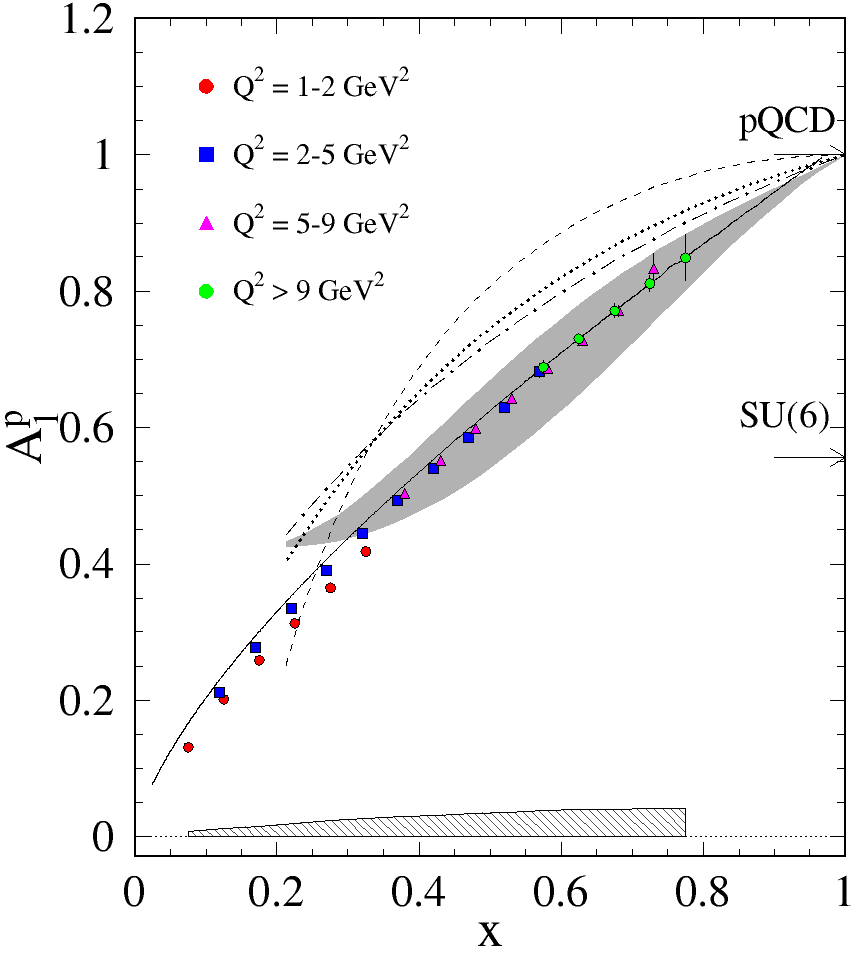 1.2
Q² = 1-2 GeV²
pQCD
Q² = 2-5 GeV²
1
Q² = 5-9 GeV²
Q² > 9 GeV²
0.8
A₁ᵖ
0.6
SU(6)
0.4
0.2
0
0 0.2 0.4 0.6 0.8 1
x